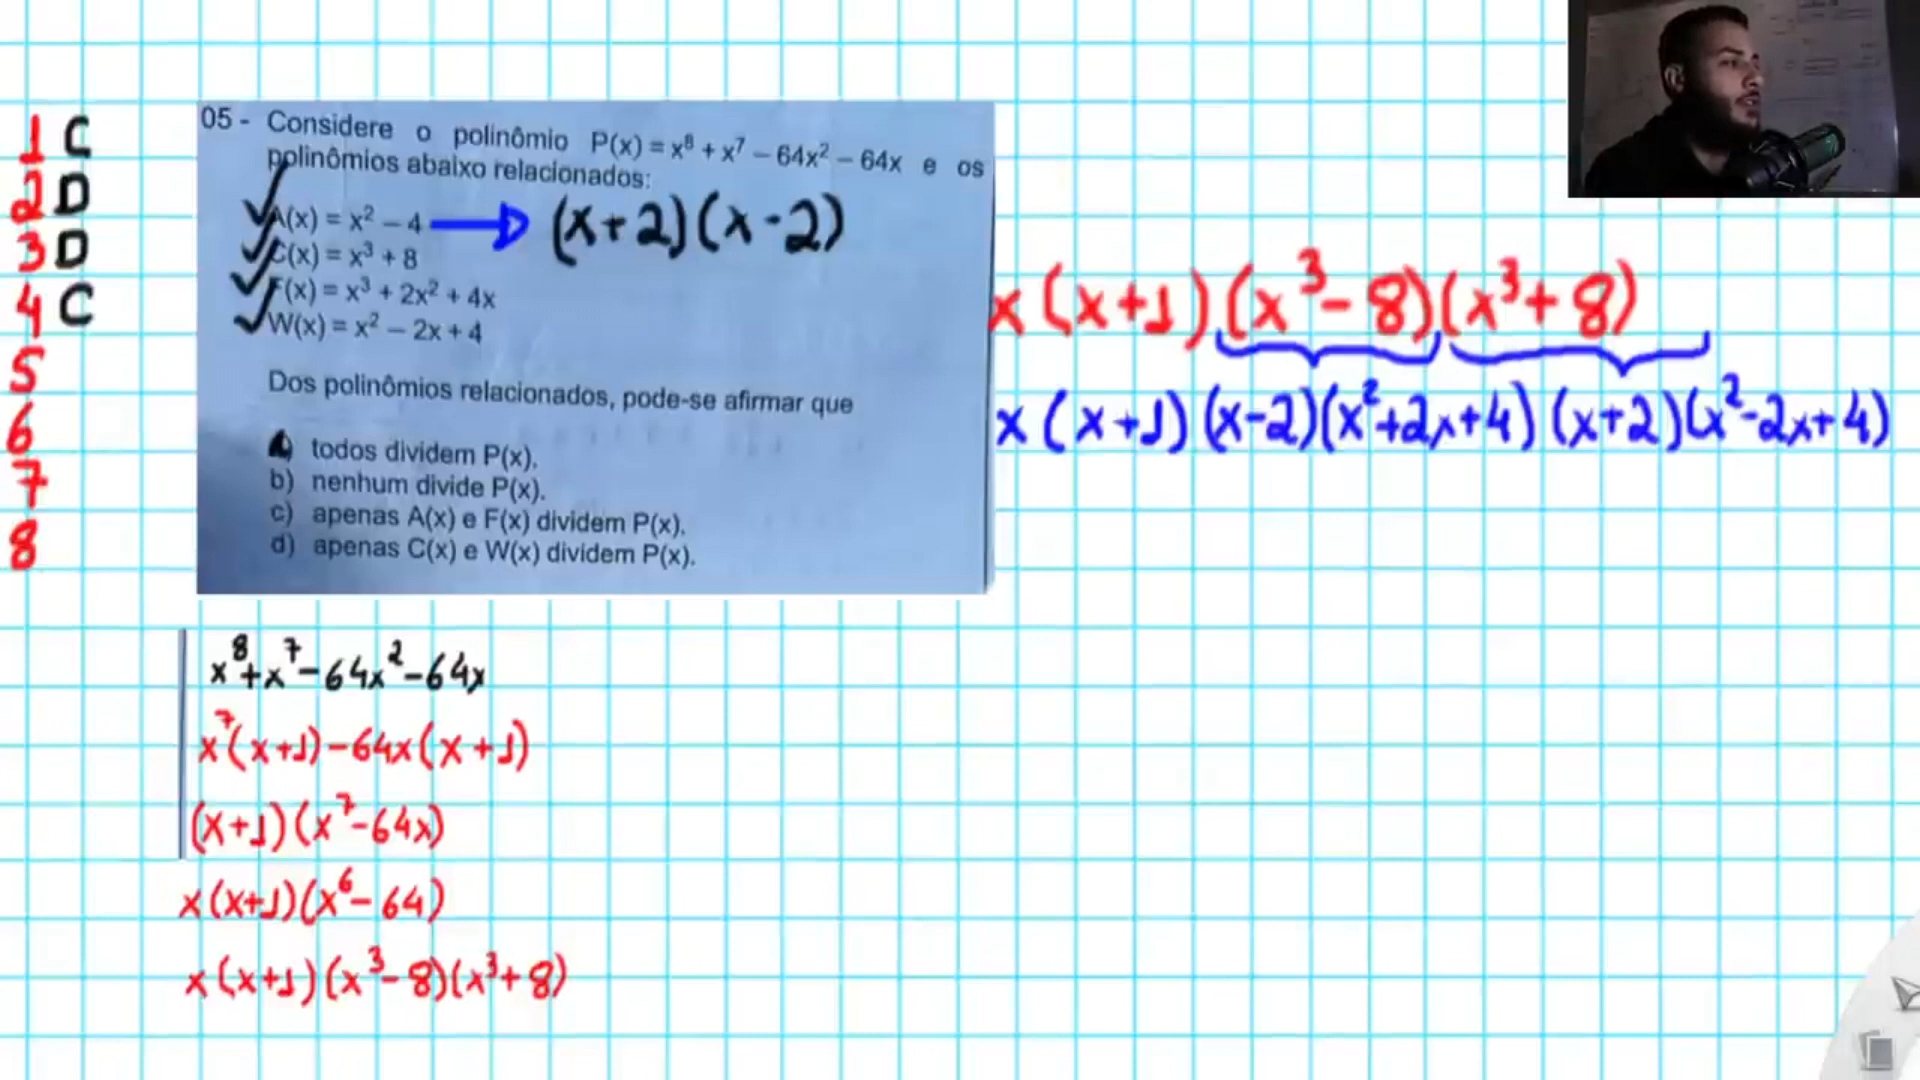 1 C
2 D
3 D
4 C
5
6
7
8
05 - Considere o polinômio P(x) = x⁸ + x⁷ – 64x² – 64x e os
polinômios abaixo relacionados:
A(x) = x² – 4 (x+2)(x-2)
C(x) = x³ + 8
F(x) = x³ + 2x² + 4x
W(x) = x² – 2x + 4
Dos polinômios relacionados, pode-se afirmar que
todos dividem P(x).
b) nenhum divide P(x).
c) apenas A(x) e F(x) dividem P(x).
d) apenas C(x) e W(x) dividem P(x).
x(x+1)(x³-8)(x³+8)
x(x+1)(x-2)(x²+2x+4)(x+2)(x²-2x+4)
x⁸+x⁷-64x²-64x
x⁷(x+1)-64x(x+1)
(x+1)(x⁷-64x)
x(x+1)(x⁶-64)
x(x+1)(x³-8)(x³+8)